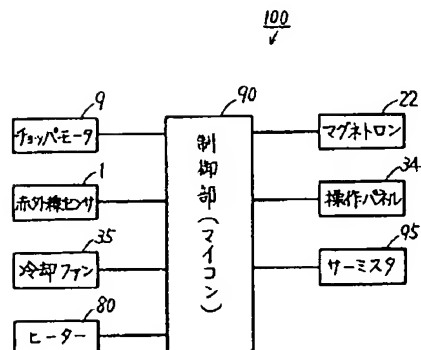 100
9
チョッパモータ
1
赤外線センサ
35
冷却ファン
80
ヒーター
90
制御部(マイコン)
22
マグネトロン
34
操作パネル
95
サーミスタ